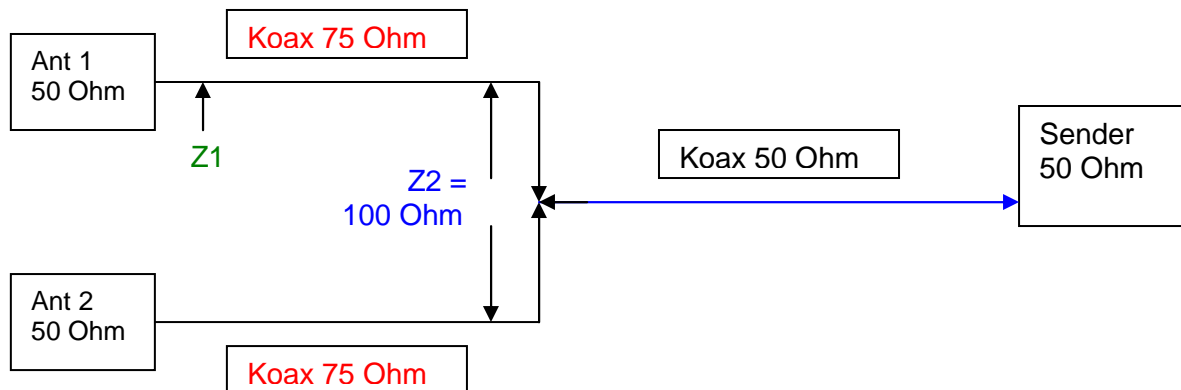 Koax 75 Ohm
Ant 1
50 Ohm
Z1
Z2 =
100 Ohm
Koax 50 Ohm
Sender
50 Ohm
Ant 2
50 Ohm
Koax 75 Ohm